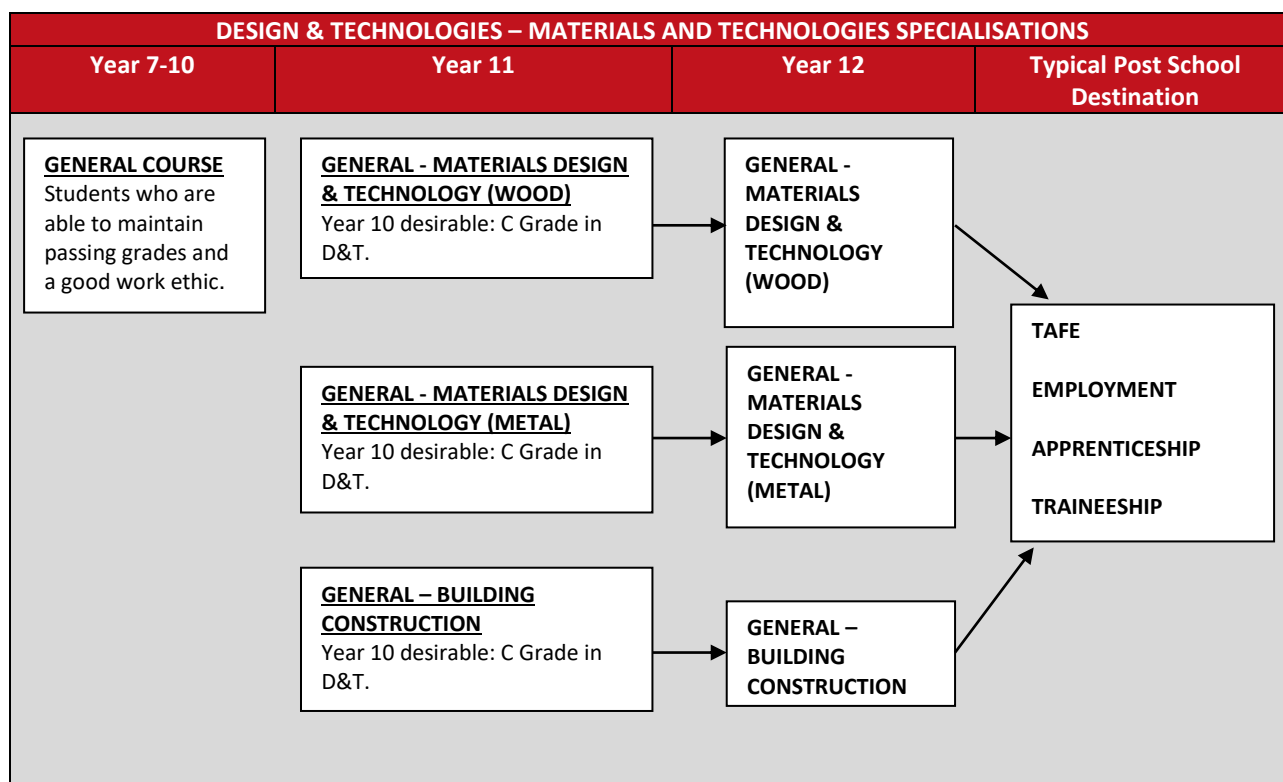 DESIGN & TECHNOLOGIES – MATERIALS AND TECHNOLOGIES SPECIALISATIONS
Year 7-10
Year 11
Year 12
Typical Post School
Destination
GENERAL COURSE
Students who are
able to maintain
passing grades and
a good work ethic.
GENERAL - MATERIALS DESIGN
& TECHNOLOGY (WOOD)
Year 10 desirable: C Grade in
D&T.
GENERAL -
MATERIALS
DESIGN &
TECHNOLOGY
(WOOD)
GENERAL - MATERIALS DESIGN
& TECHNOLOGY (METAL)
Year 10 desirable: C Grade in
D&T.
GENERAL -
MATERIALS
DESIGN &
TECHNOLOGY
(METAL)
GENERAL – BUILDING
CONSTRUCTION
Year 10 desirable: C Grade in
D&T.
GENERAL –
BUILDING
CONSTRUCTION
TAFE
EMPLOYMENT
APPRENTICESHIP
TRAINEESHIP